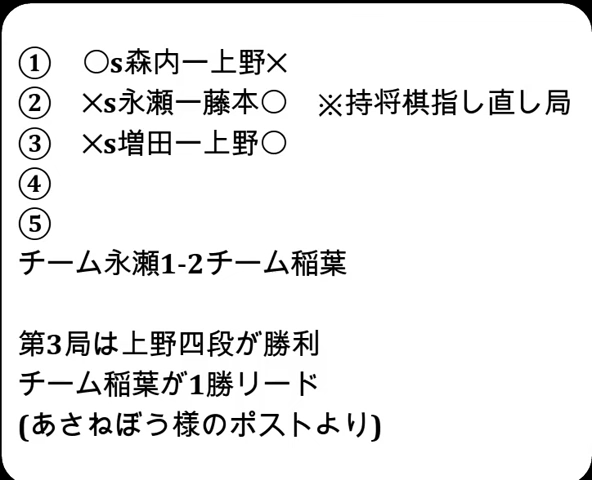 ①　○s森内ー上野×
②　×s永瀬ー藤本○　※持将棋指し直し局
③　×s増田ー上野○
④
⑤
チーム永瀬1-2チーム稲葉
第3局は上野四段が勝利
チーム稲葉が1勝リード
(あさねぼう様のポストより)